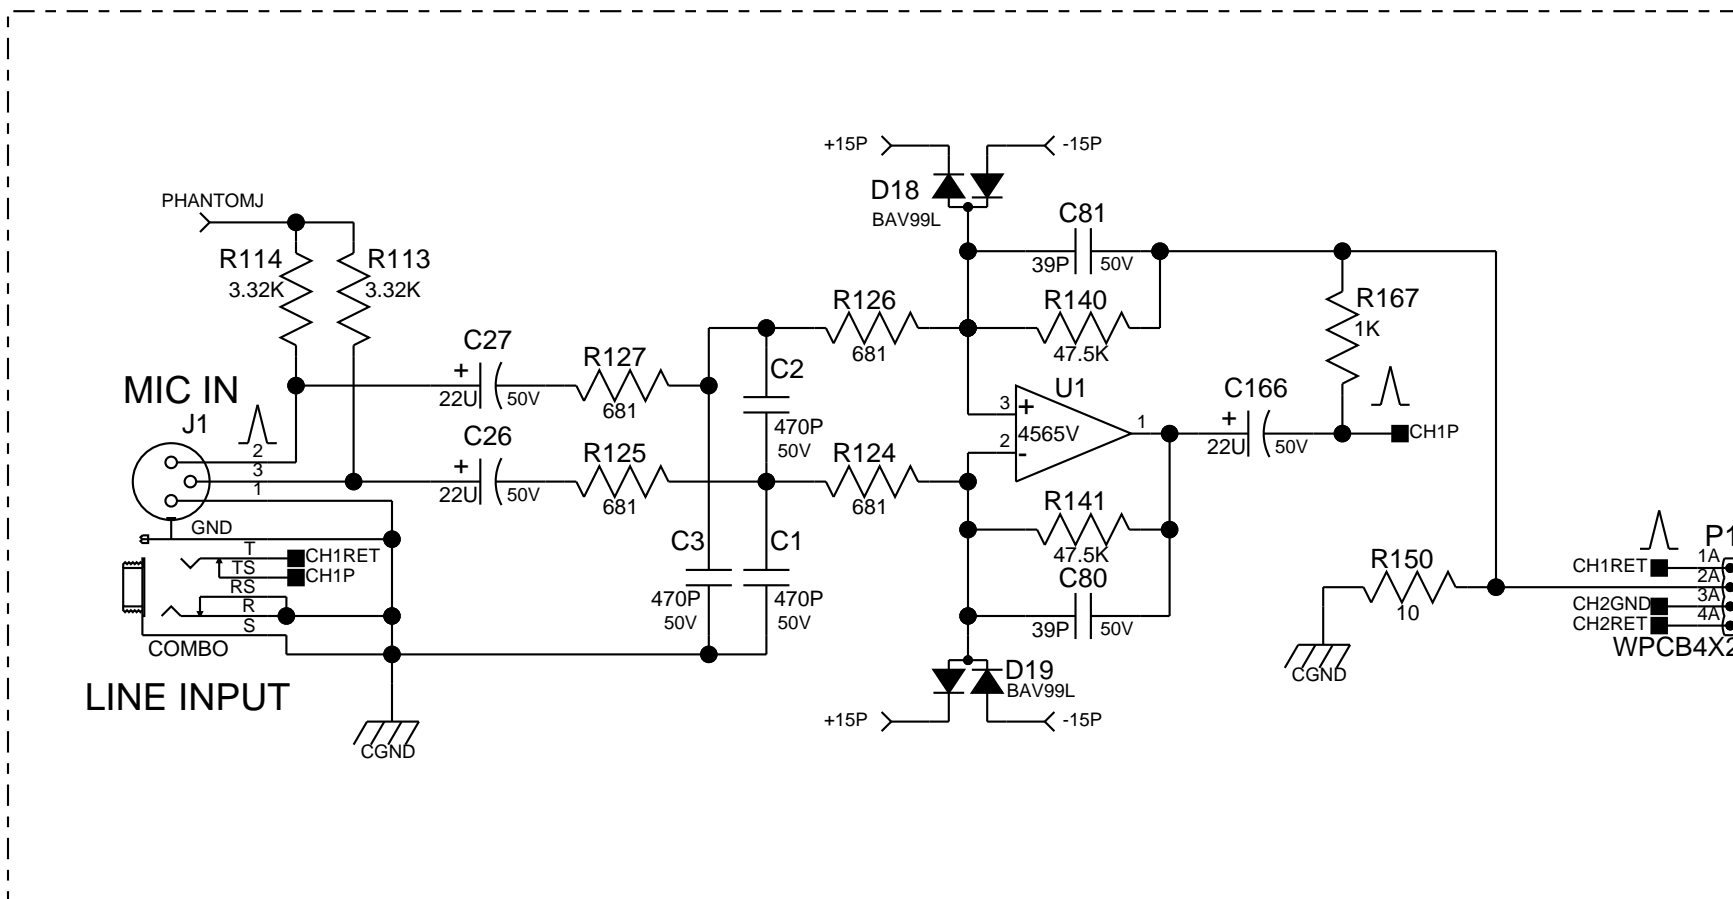 +15P
-15P
D18
BAV99L
PHANTOMJ
C81
39P
50V
R114
3.32K
R113
3.32K
R126
681
R140
47.5K
R167
1K
C27
+
22U
50V
R127
681
C2
470P
50V
MIC IN
J1
2
3
1
GND
C26
+
22U
50V
R125
681
R124
681
U1
3
+
4565V
2
-
1
C166
+
22U
50V
CH1P
R141
47.5K
C80
39P
50V
C3
470P
50V
C1
470P
50V
T
CH1RET
TS
CH1P
RS
R
S
COMBO
LINE INPUT
CGND
D19
BAV99L
+15P
-15P
R150
10
CGND
P1
CH1RET
1A
2A
CH2GND
3A
CH2RET
4A
WPCB4X2